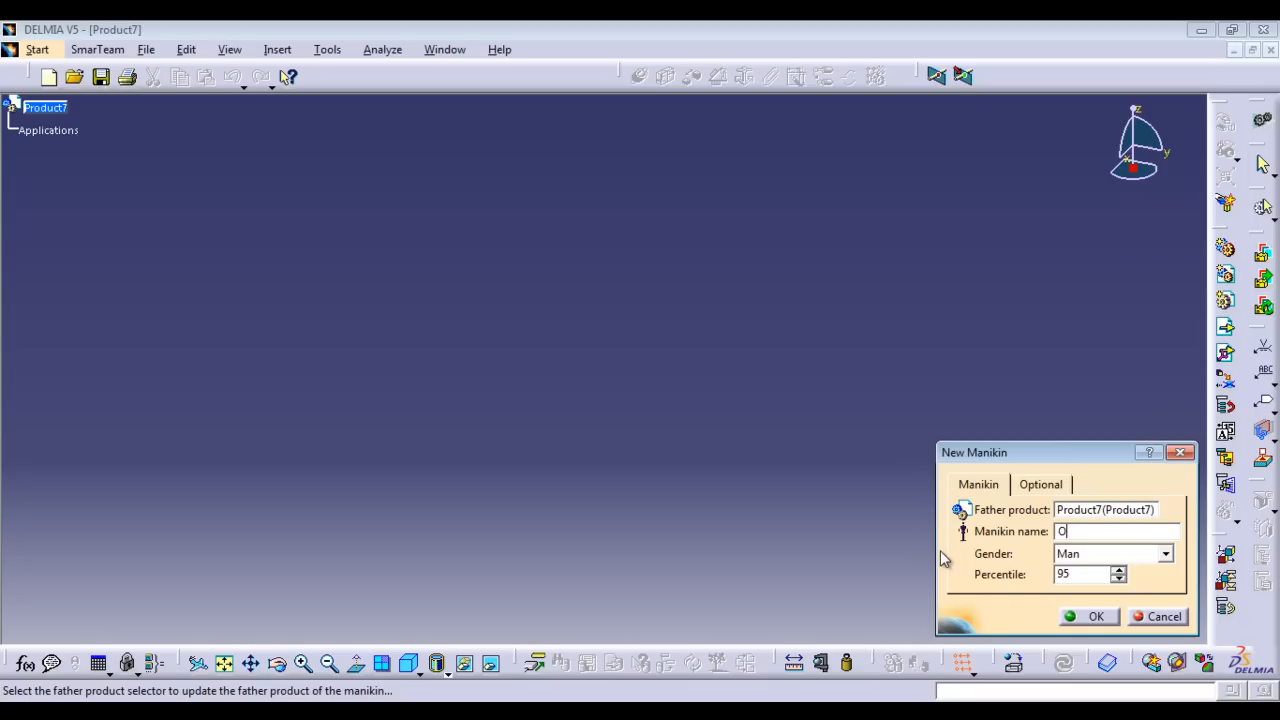 DELMIA V5 - [Product7]
Start SmarTeam File Edit View Insert Tools Analyze Window Help
Product7
Applications
z
y
x
New Manikin
Manikin Optional
Father product: Product7(Product7)
Manikin name: O
Gender: Man
Percentile: 95
OK Cancel
f(x)
ABC
A 15
DELMIA
Select the father product selector to update the father product of the manikin...